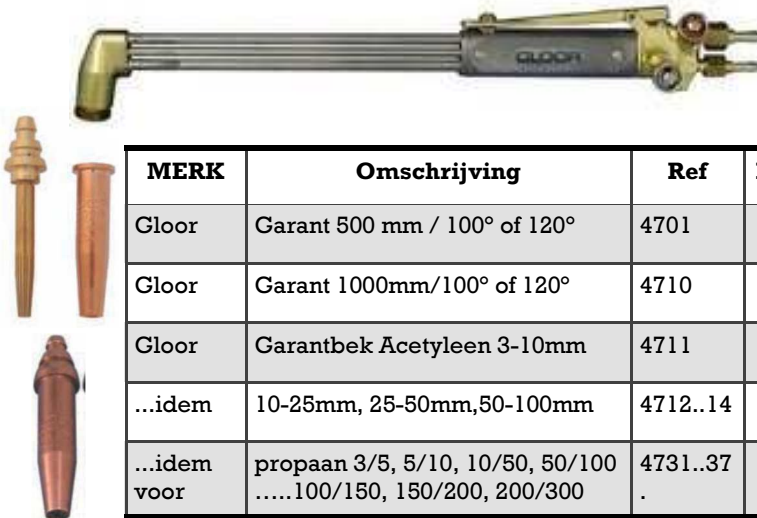 GLOOR
MERK Omschrijving Ref
Gloor Garant 500 mm / 100° of 120° 4701
Gloor Garant 1000mm/100° of 120° 4710
Gloor Garantbek Acetyleen 3-10mm 4711
...idem 10-25mm, 25-50mm,50-100mm 4712..14
...idem propaan 3/5, 5/10, 10/50, 50/100 4731..37
voor .....100/150, 150/200, 200/300 .